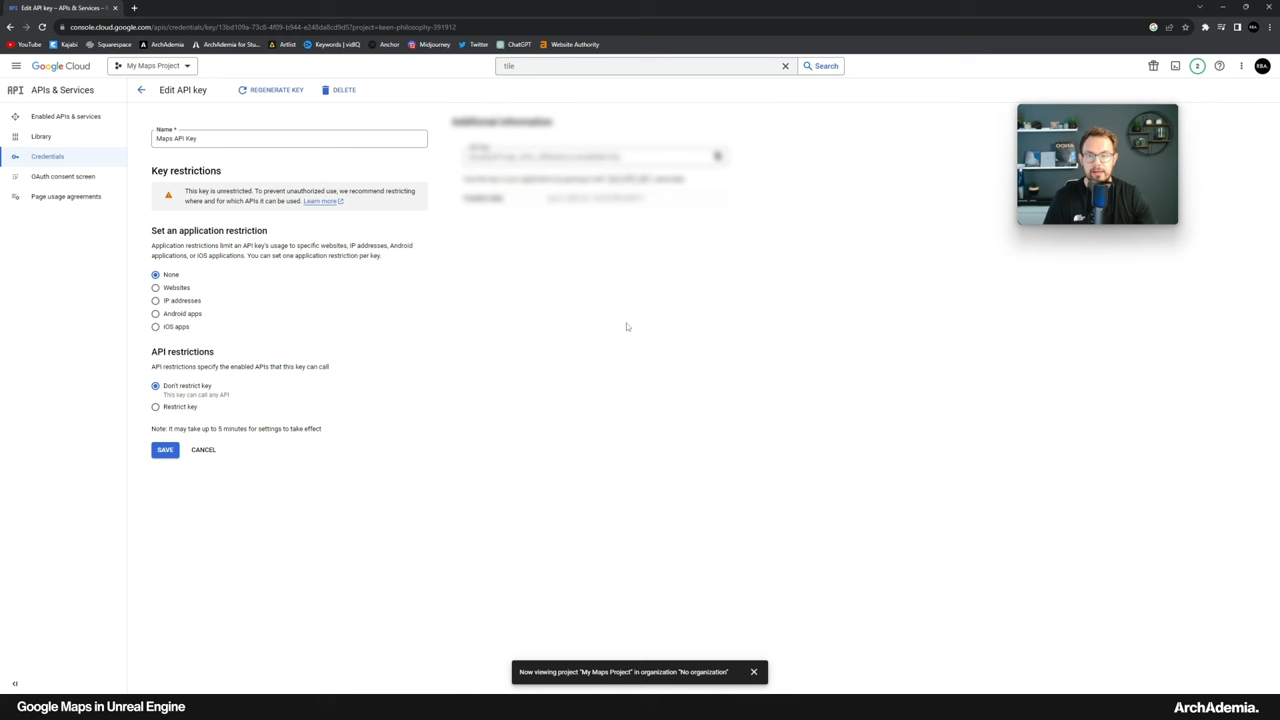 Edit API key – APIs & Services –
console.cloud.google.com/apis/credentials/key/13bd109a-73c8-4f09-b944-e248da8cd9d5?project=keen-philosophy-391912
YouTube
Kajabi
Squarespace
ArchAdemia
ArchAdemia for Stu...
Artlist
Keywords | vidIQ
Anchor
Midjourney
Twitter
ChatGPT
Website Authority
Google Cloud
My Maps Project
tile
Search
2
RBA.
API APIs & Services
Edit API key
REGENERATE KEY
DELETE
Enabled APIs & services
Library
Credentials
OAuth consent screen
Page usage agreements
Name *
Maps API Key
Additional information
Key restrictions
This key is unrestricted. To prevent unauthorized use, we recommend restricting
where and for which APIs it can be used. Learn more
Set an application restriction
Application restrictions limit an API key's usage to specific websites, IP addresses, Android
applications, or iOS applications. You can set one application restriction per key.
None
Websites
IP addresses
Android apps
iOS apps
API restrictions
API restrictions specify the enabled APIs that this key can call
Don't restrict key
This key can call any API
Restrict key
Note: it may take up to 5 minutes for settings to take effect
SAVE
CANCEL
Now viewing project "My Maps Project" in organization "No organization"
Google Maps in Unreal Engine
ArchAdemia.